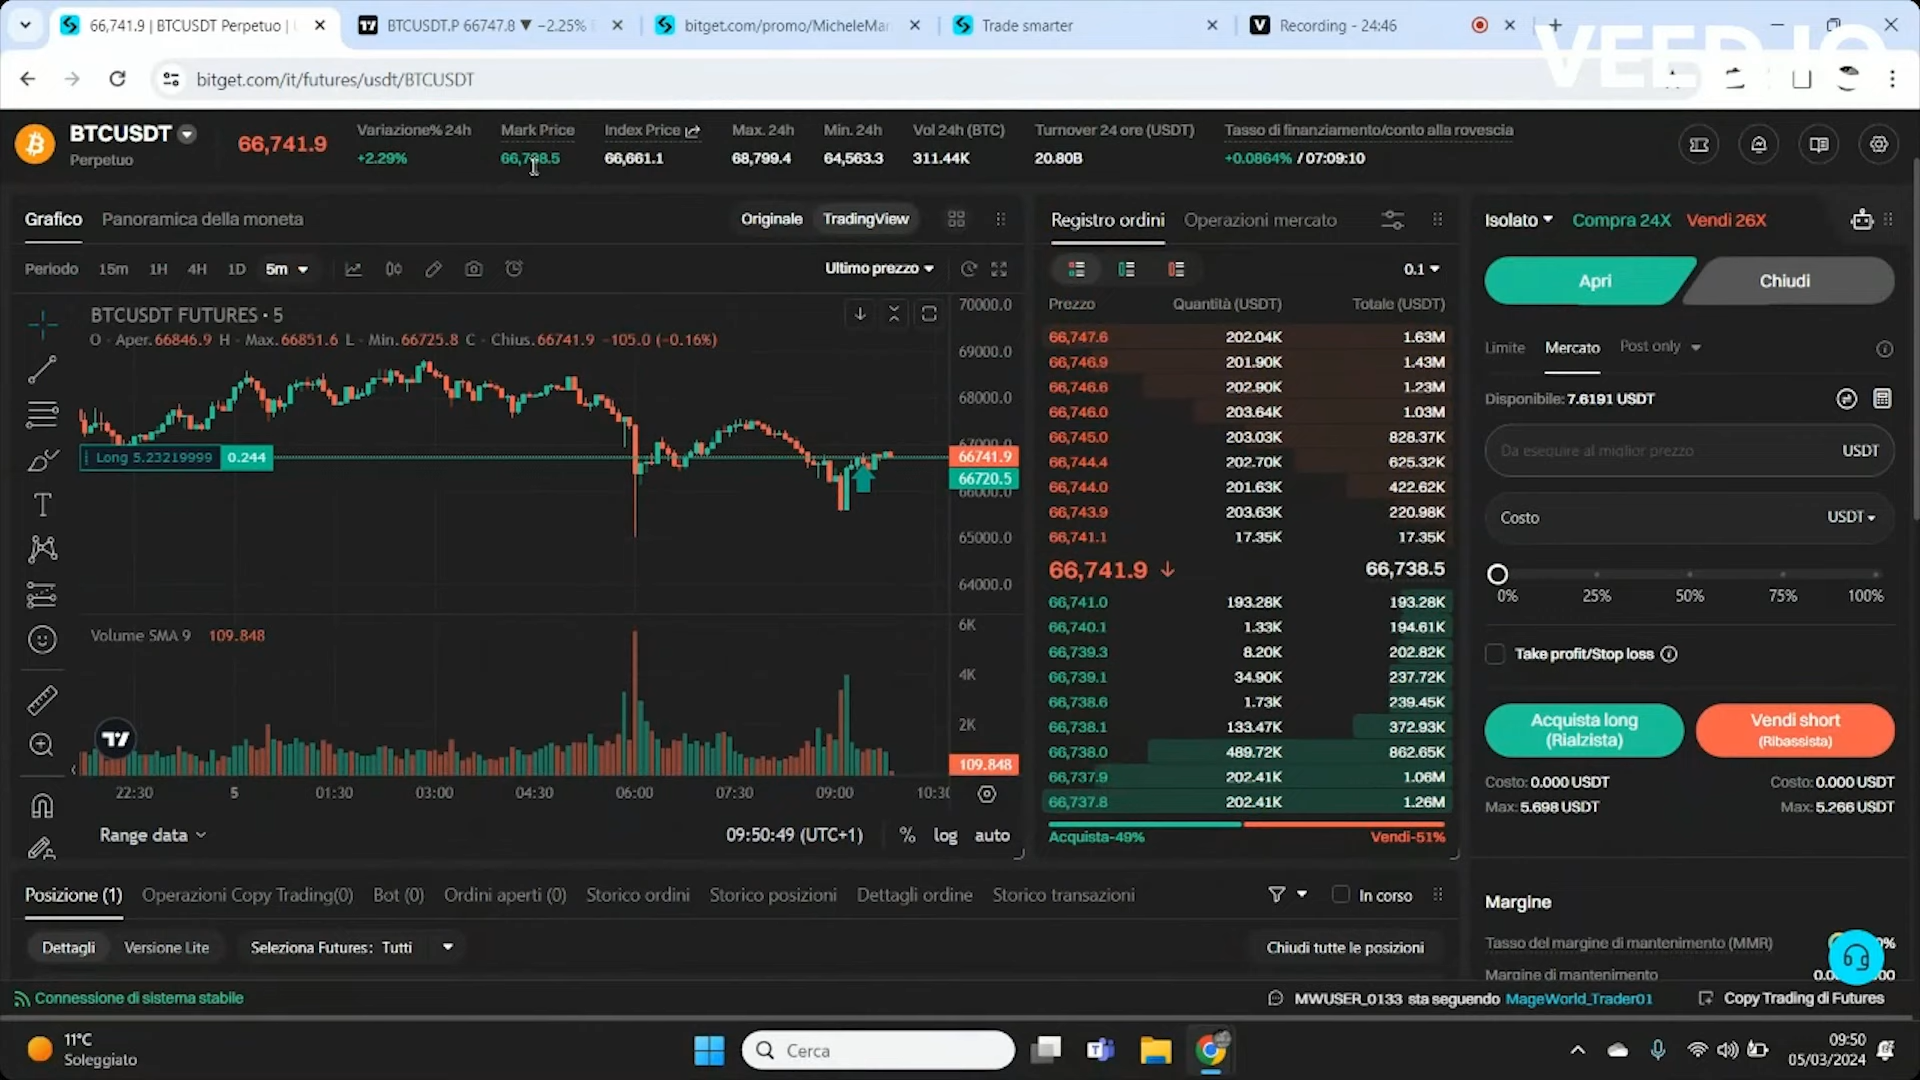 66,741.9 | BTCUSDT Perpetuo |
BTCUSDT.P 66747.8 ▼ −2.25%
bitget.com/promo/MicheleMar
Trade smarter
Recording - 24:46
VEED.IO
bitget.com/it/futures/usdt/BTCUSDT
BTCUSDT
Perpetuo
66,741.9
Variazione% 24h
+2.29%
Mark Price
66,738.5
Index Price
66,661.1
Max. 24h
68,799.4
Min. 24h
64,563.3
Vol 24h (BTC)
311.44K
Turnover 24 ore (USDT)
20.80B
Tasso di finanziamento/conto alla rovescia
+0.0864% / 07:09:10
Grafico Panoramica della moneta
Originale TradingView
Periodo 15m 1H 4H 1D 5m
Ultimo prezzo
BTCUSDT FUTURES • 5
O - Aper.66846.9 H - Max.66851.6 L - Min.66725.8 C - Chius.66741.9 −105.0 (−0.16%)
Long 5.23219999 0.244
70000.0
69000.0
68000.0
67000.0
66741.9
66720.5
66000.0
65000.0
64000.0
Volume SMA 9 109.848
6K
4K
2K
109.848
22:30 5 01:30 03:00 04:30 06:00 07:30 09:00 10:30
Range data
09:50:49 (UTC+1) % log auto
Registro ordini Operazioni mercato
0.1
Prezzo Quantità (USDT) Totale (USDT)
66,747.6 202.04K 1.63M
66,746.9 201.90K 1.43M
66,746.6 202.90K 1.23M
66,746.0 203.64K 1.03M
66,745.0 203.03K 828.37K
66,744.4 202.70K 625.32K
66,744.0 201.63K 422.62K
66,743.9 203.63K 220.98K
66,741.1 17.35K 17.35K
66,741.9 ↓ 66,738.5
66,741.0 193.28K 193.28K
66,740.1 1.33K 194.61K
66,739.3 8.20K 202.82K
66,739.1 34.90K 237.72K
66,738.6 1.73K 239.45K
66,738.1 133.47K 372.93K
66,738.0 489.72K 862.65K
66,737.9 202.41K 1.06M
66,737.8 202.41K 1.26M
Acquista-49% Vendi-51%
Isolato Compra 24X Vendi 26X
Apri Chiudi
Limite Mercato Post only
Disponibile: 7.6191 USDT
Da eseguire al miglior prezzo USDT
Costo USDT
0% 25% 50% 75% 100%
Take profit/Stop loss
Acquista long
(Rialzista)
Vendi short
(Ribassista)
Costo: 0.000 USDT Costo: 0.000 USDT
Max: 5.698 USDT Max: 5.266 USDT
Margine
Tasso del margine di mantenimento (MMR)
Margine di mantenimento
Posizione (1) Operazioni Copy Trading(0) Bot (0) Ordini aperti (0) Storico ordini Storico posizioni Dettagli ordine Storico transazioni
In corso
Dettagli Versione Lite Seleziona Futures: Tutti
Chiudi tutte le posizioni
Connessione di sistema stabile
MWUSER_0133 sta seguendo MageWorld_Trader01
Copy Trading di Futures
11°C
Soleggiato
Cerca
09:50
05/03/2024